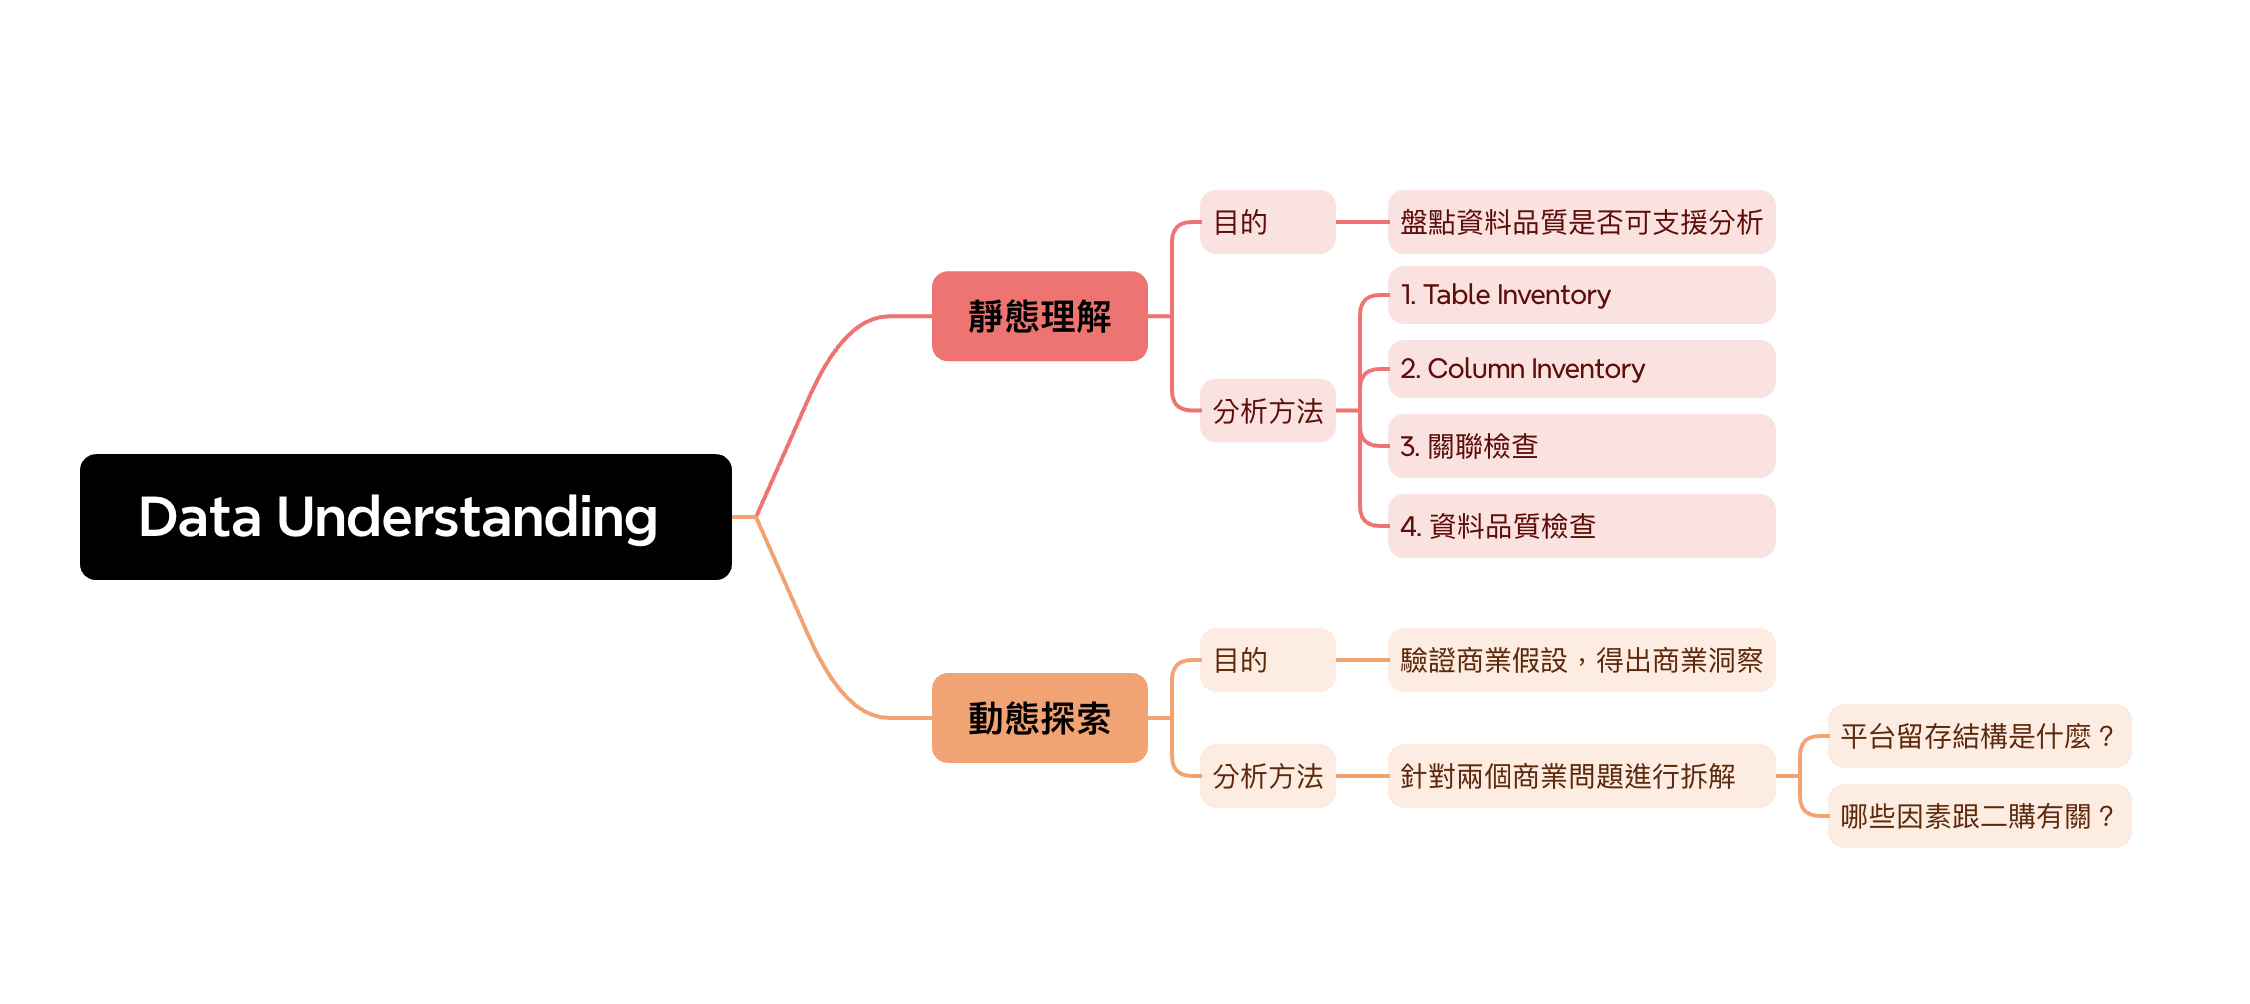 Data Understanding
靜態理解
目的
盤點資料品質是否可支援分析
分析方法
1. Table Inventory
2. Column Inventory
3. 關聯檢查
4. 資料品質檢查
動態探索
目的
驗證商業假設，得出商業洞察
分析方法
針對兩個商業問題進行拆解
平台留存結構是什麼？
哪些因素跟二購有關？